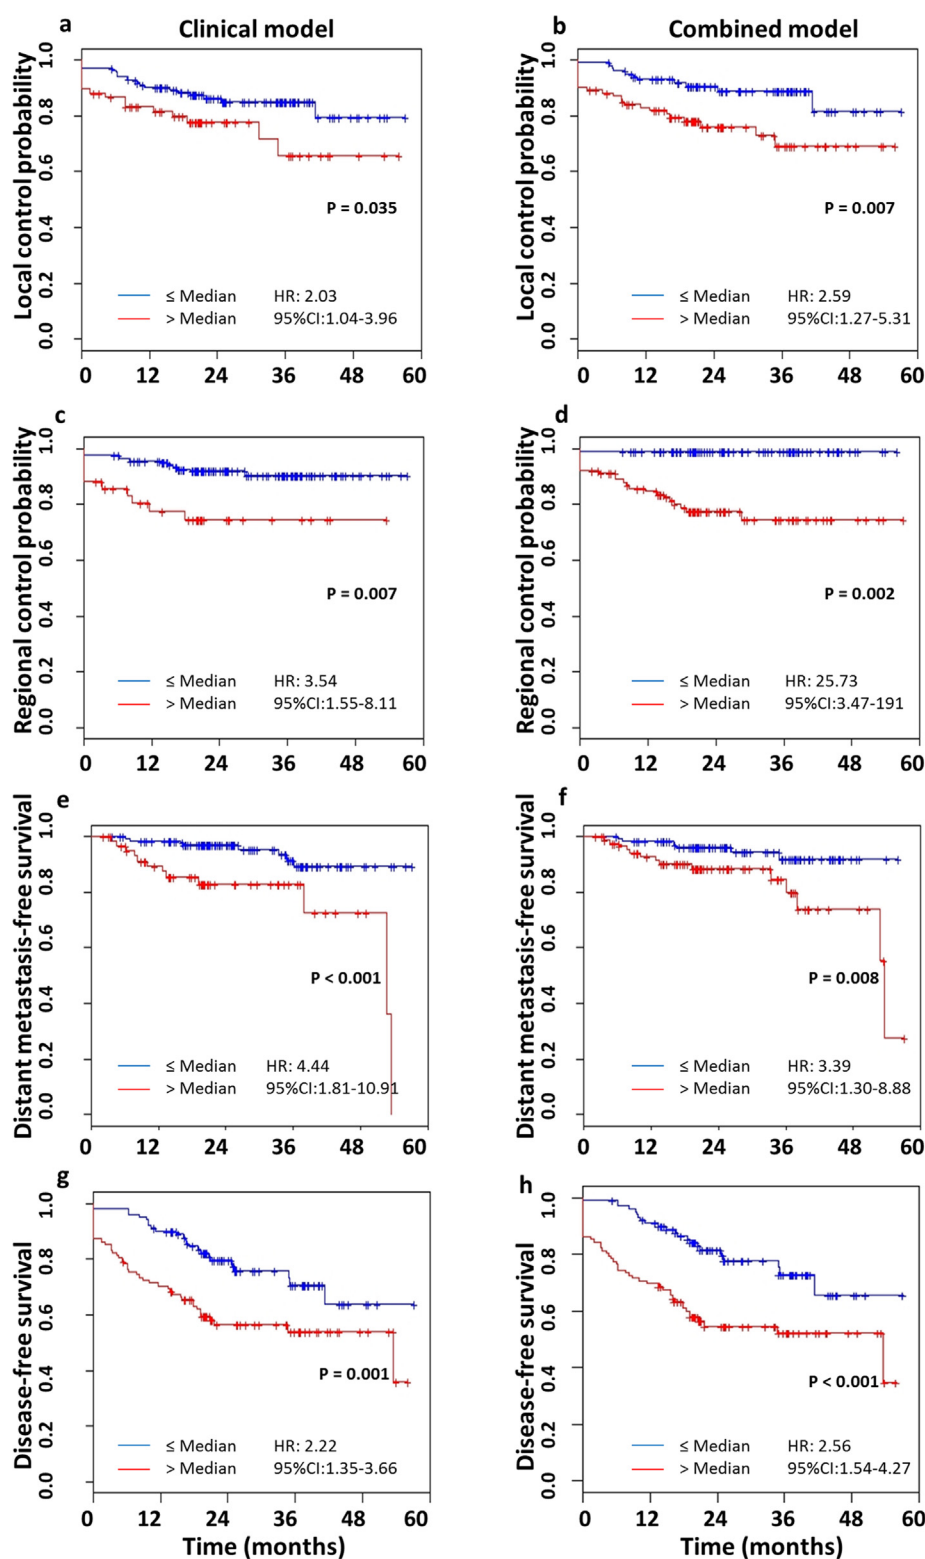 a Clinical model
b Combined model
Local control probability
1.0
0.8
0.6
0.4
0.2
0.0
P = 0.035
≤ Median HR: 2.03
> Median 95%CI:1.04-3.96
0 12 24 36 48 60
Local control probability
1.0
0.8
0.6
0.4
0.2
0.0
P = 0.007
≤ Median HR: 2.59
> Median 95%CI:1.27-5.31
0 12 24 36 48 60
c
Regional control probability
1.0
0.8
0.6
0.4
0.2
0.0
P = 0.007
≤ Median HR: 3.54
> Median 95%CI:1.55-8.11
0 12 24 36 48 60
d
Regional control probability
1.0
0.8
0.6
0.4
0.2
0.0
P = 0.002
≤ Median HR: 25.73
> Median 95%CI:3.47-191
0 12 24 36 48 60
e
Distant metastasis-free survival
1.0
0.8
0.6
0.4
0.2
0.0
P < 0.001
≤ Median HR: 4.44
> Median 95%CI:1.81-10.91
0 12 24 36 48 60
f
Distant metastasis-free survival
1.0
0.8
0.6
0.4
0.2
0.0
P = 0.008
≤ Median HR: 3.39
> Median 95%CI:1.30-8.88
0 12 24 36 48 60
g
Disease-free survival
1.0
0.8
0.6
0.4
0.2
0.0
P = 0.001
≤ Median HR: 2.22
> Median 95%CI:1.35-3.66
0 12 24 36 48 60
Time (months)
h
Disease-free survival
1.0
0.8
0.6
0.4
0.2
0.0
P < 0.001
≤ Median HR: 2.56
> Median 95%CI:1.54-4.27
0 12 24 36 48 60
Time (months)